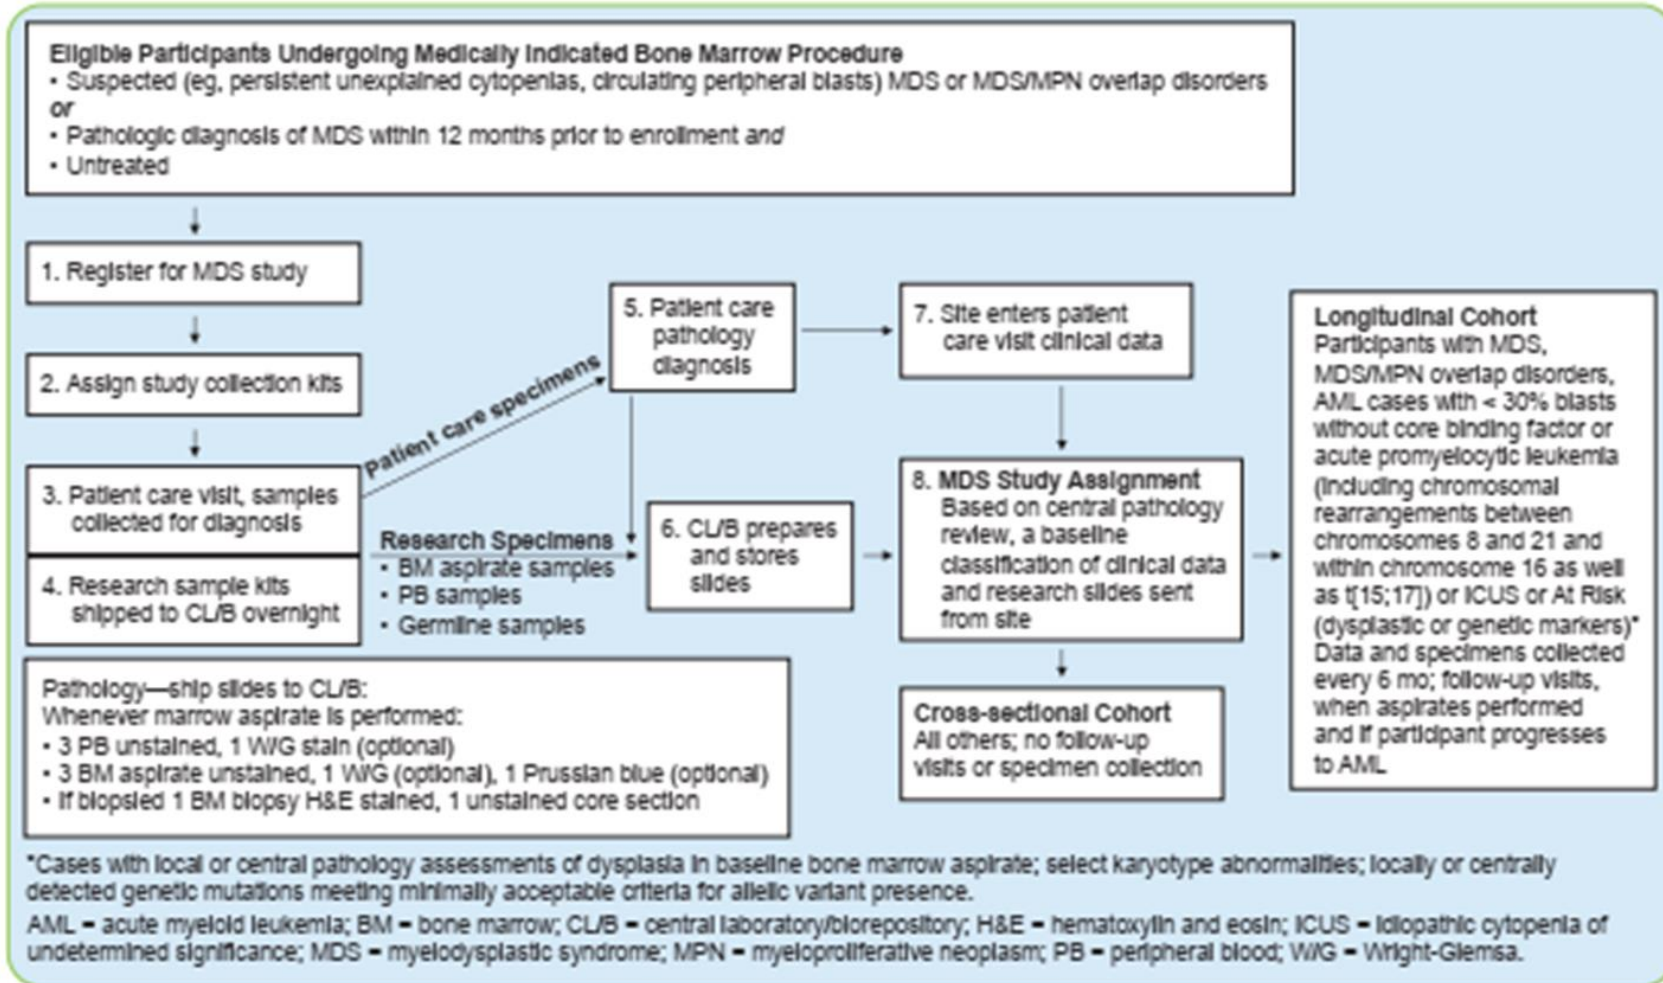 Eligible Participants Undergoing Medically Indicated Bone Marrow Procedure
• Suspected (eg, persistent unexplained cytopenias, circulating peripheral blasts) MDS or MDS/MPN overlap disorders
or
• Pathologic diagnosis of MDS within 12 months prior to enrollment and
• Untreated
1. Register for MDS study
2. Assign study collection kits
3. Patient care visit, samples
collected for diagnosis
4. Research sample kits
shipped to CL/B overnight
Patient care specimens
Research Specimens
• BM aspirate samples
• PB samples
• Germline samples
5. Patient care
pathology
diagnosis
6. CL/B prepares
and stores
slides
7. Site enters patient
care visit clinical data
8. MDS Study Assignment
Based on central pathology
review, a baseline
classification of clinical data
and research slides sent
from site
Cross-sectional Cohort
All others; no follow-up
visits or specimen collection
Longitudinal Cohort
Participants with MDS,
MDS/MPN overlap disorders,
AML cases with < 30% blasts
without core binding factor or
acute promyelocytic leukemia
(including chromosomal
rearrangements between
chromosomes 8 and 21 and
within chromosome 16 as well
as t[15;17]) or ICUS or At Risk
(dysplastic or genetic markers)*
Data and specimens collected
every 6 mo; follow-up visits,
when aspirates performed
and if participant progresses
to AML
Pathology—ship slides to CL/B:
Whenever marrow aspirate is performed:
• 3 PB unstained, 1 W/G stain (optional)
• 3 BM aspirate unstained, 1 W/G (optional), 1 Prussian blue (optional)
• If biopsied 1 BM biopsy H&E stained, 1 unstained core section
*Cases with local or central pathology assessments of dysplasia in baseline bone marrow aspirate; select karyotype abnormalities; locally or centrally
detected genetic mutations meeting minimally acceptable criteria for allelic variant presence.
AML = acute myeloid leukemia; BM = bone marrow; CL/B = central laboratory/biorepository; H&E = hematoxylin and eosin; ICUS = idiopathic cytopenia of
undetermined significance; MDS = myelodysplastic syndrome; MPN = myeloproliferative neoplasm; PB = peripheral blood; W/G = Wright-Giemsa.